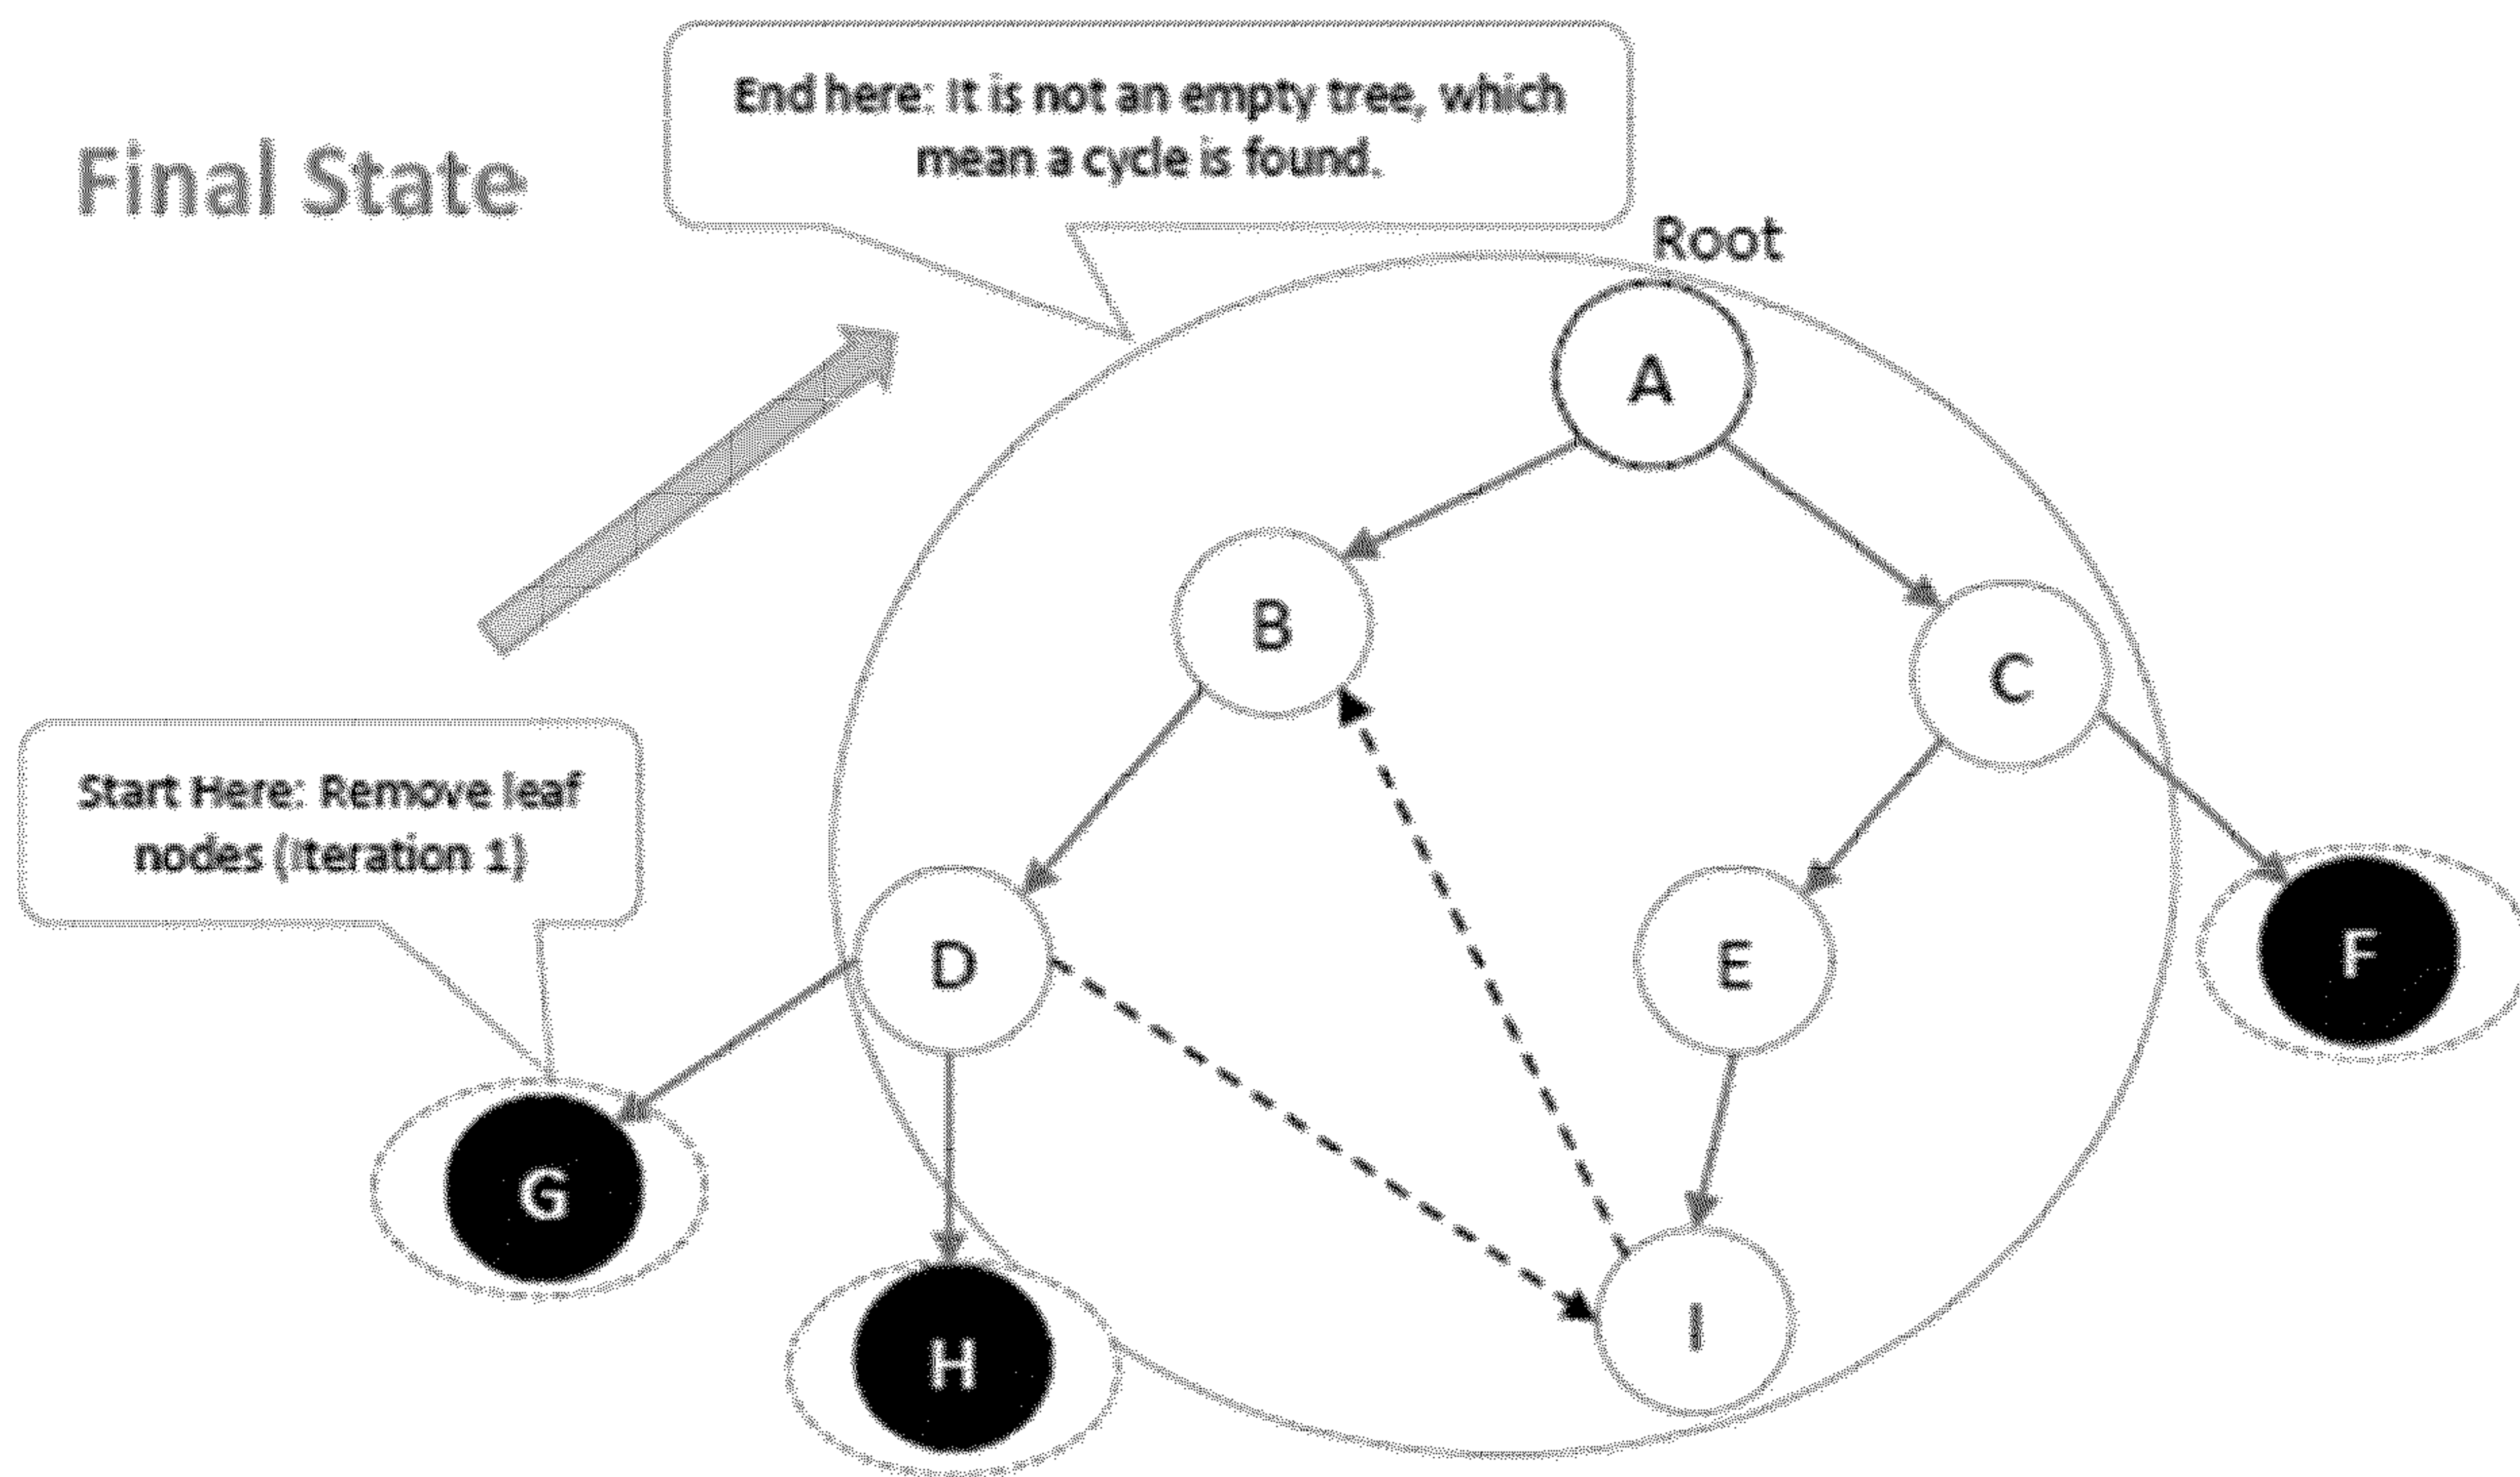 End here: It is not an empty tree, which
mean a cycle is found.
Final State
Root
A
B
C
Start Here: Remove leaf
nodes (Iteration 1)
D
E
F
G
H
I